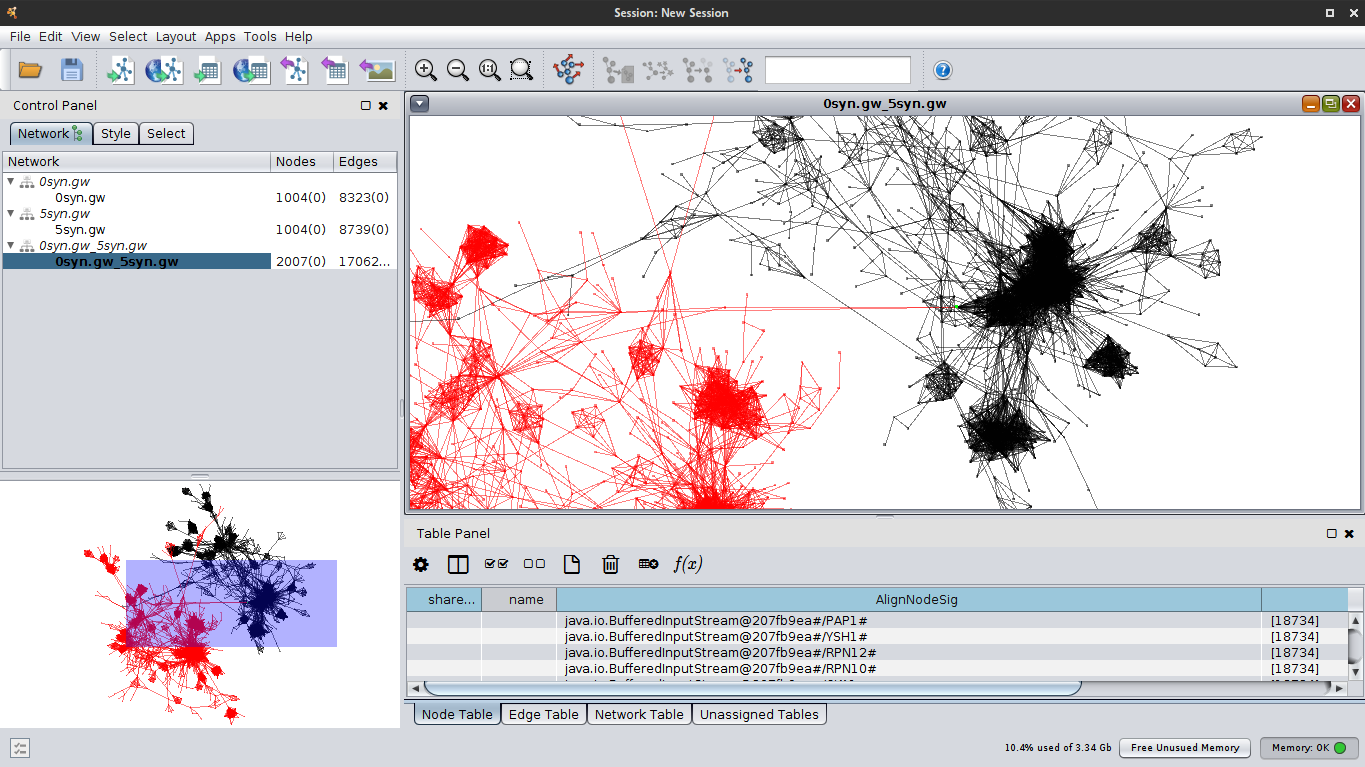 Session: New Session
File Edit View Select Layout Apps Tools Help
1:1
?
Control Panel
Network Style Select
Network Nodes Edges
0syn.gw
0syn.gw 1004(0) 8323(0)
5syn.gw
5syn.gw 1004(0) 8739(0)
0syn.gw_5syn.gw
0syn.gw_5syn.gw 2007(0) 17062...
0syn.gw_5syn.gw
Table Panel
f(x)
share... name AlignNodeSig
java.io.BufferedInputStream@207fb9ea#/PAP1# [18734]
java.io.BufferedInputStream@207fb9ea#/YSH1# [18734]
java.io.BufferedInputStream@207fb9ea#/RPN12# [18734]
java.io.BufferedInputStream@207fb9ea#/RPN10# [18734]
Node Table Edge Table Network Table Unassigned Tables
10.4% used of 3.34 Gb Free Unusued Memory Memory: OK